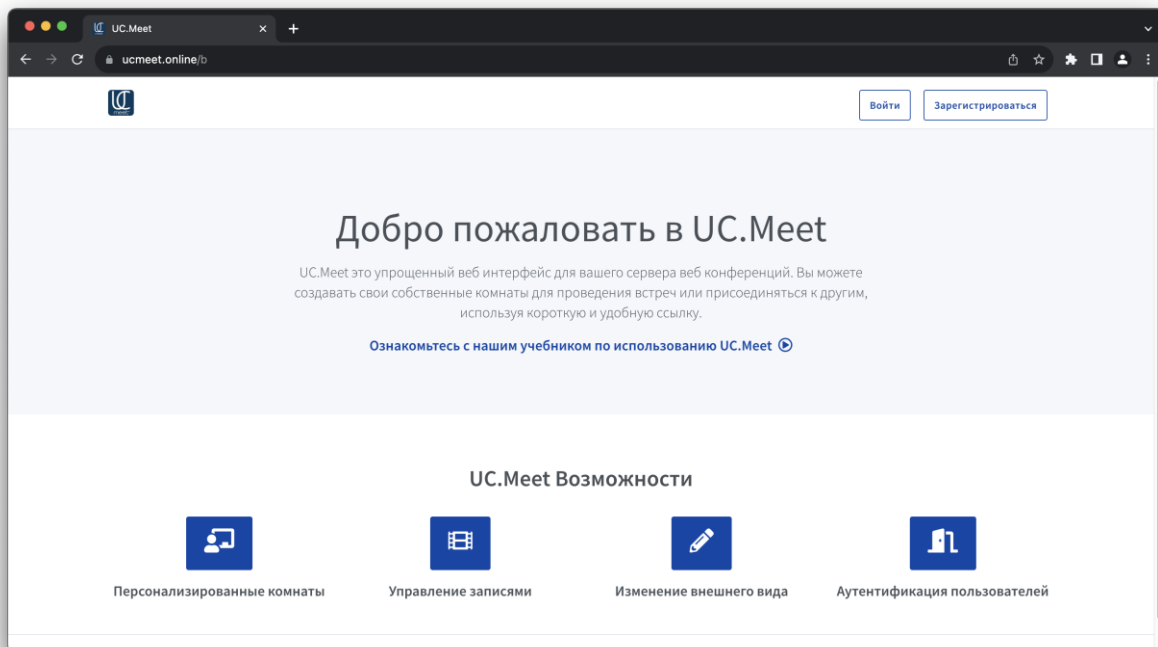 UC.Meet
ucmeet.online/b
UC
Войти
Зарегистрироваться
Добро пожаловать в UC.Meet
UC.Meet это упрощенный веб интерфейс для вашего сервера веб конференций. Вы можете
создавать свои собственные комнаты для проведения встреч или присоединяться к другим,
используя короткую и удобную ссылку.
Ознакомьтесь с нашим учебником по использованию UC.Meet
UC.Meet Возможности
Персонализированные комнаты
Управление записями
Изменение внешнего вида
Аутентификация пользователей